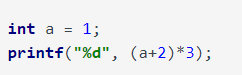 int a = 1;
printf("%d", (a+2)*3);